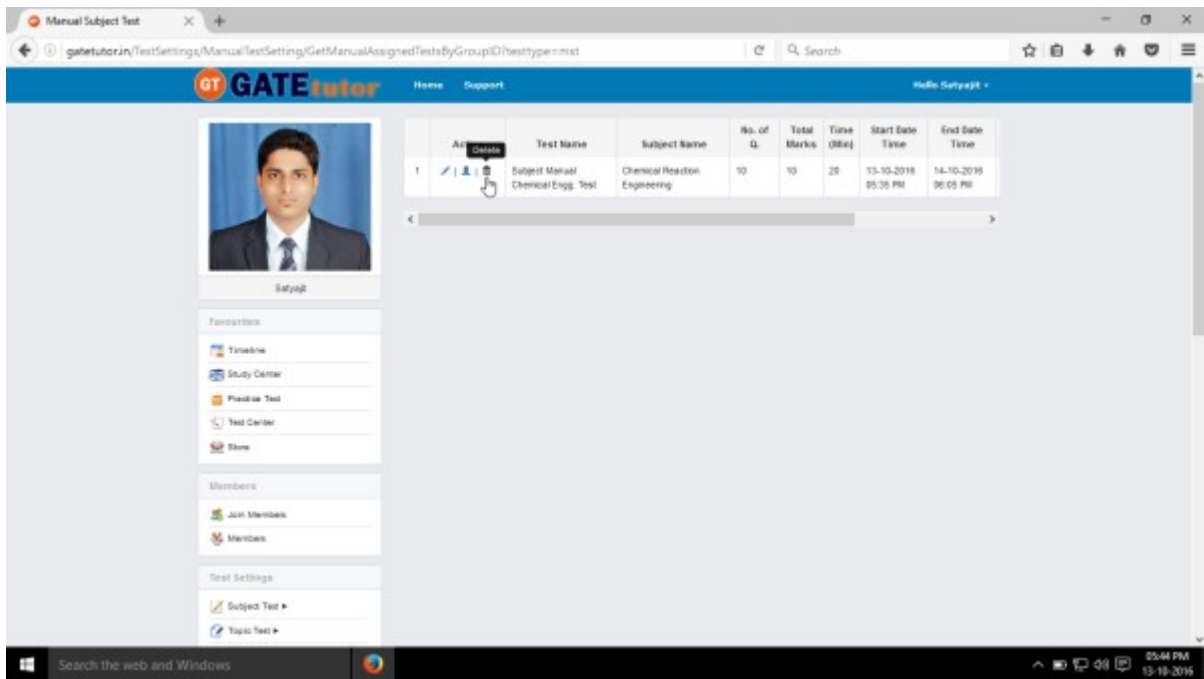 Manual Subject Test
gatetutor.in/TestSettings/ManualTestSetting/GetManualAssignedTestsByGroupID?testtype=mst
Search
GT GATEtutor
Home Support
Hello Satyajit
Test Name Subject Name No. of Q. Total Marks Time (Min) Start Date Time End Date Time
Delete
1 Subject Manual Chemical Engg. Test Chemical Reaction Engineering 10 10 20 13-10-2016 05:35 PM 14-10-2016 06:05 PM
Satyajit
Favourites
Timeline
Study Center
Practise Test
Test Center
Store
Members
Join Members
Members
Test Settings
Subject Test
Topic Test
Search the web and Windows
05:44 PM
13-10-2016